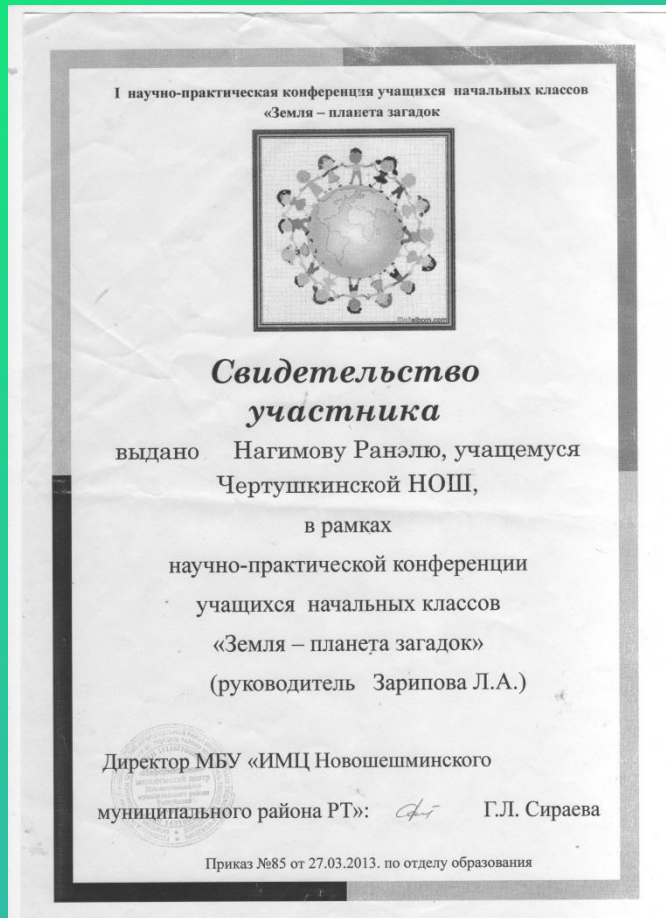 I научно-практическая конференция учащихся начальных классов
«Земля – планета загадок
Свидетельство
участника
выдано Нагимову Ранэлю, учащемуся
Чертушкинской НОШ,
в рамках
научно-практической конференции
учащихся начальных классов
«Земля – планета загадок»
(руководитель Зарипова Л.А.)
Директор МБУ «ИМЦ Новошешминского
муниципального района РТ»: Г.Л. Сираева
Приказ №85 от 27.03.2013. по отделу образования